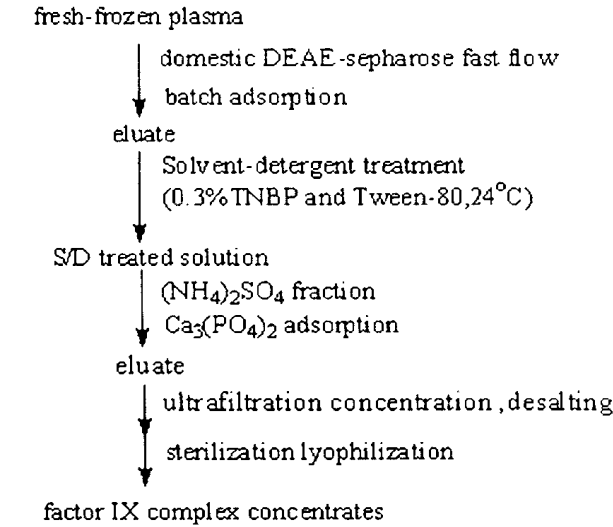 fresh-frozen plasma
domestic DEAE-sepharose fast flow
batch adsorption
eluate
Solvent-detergent treatment
(0.3%TNBP and Tween-80,24°C)
S/D treated solution
(NH₄)₂SO₄ fraction
Ca₃(PO₄)₂ adsorption
eluate
ultrafiltration concentration ,desalting
sterilization lyophilization
factor IX complex concentrates